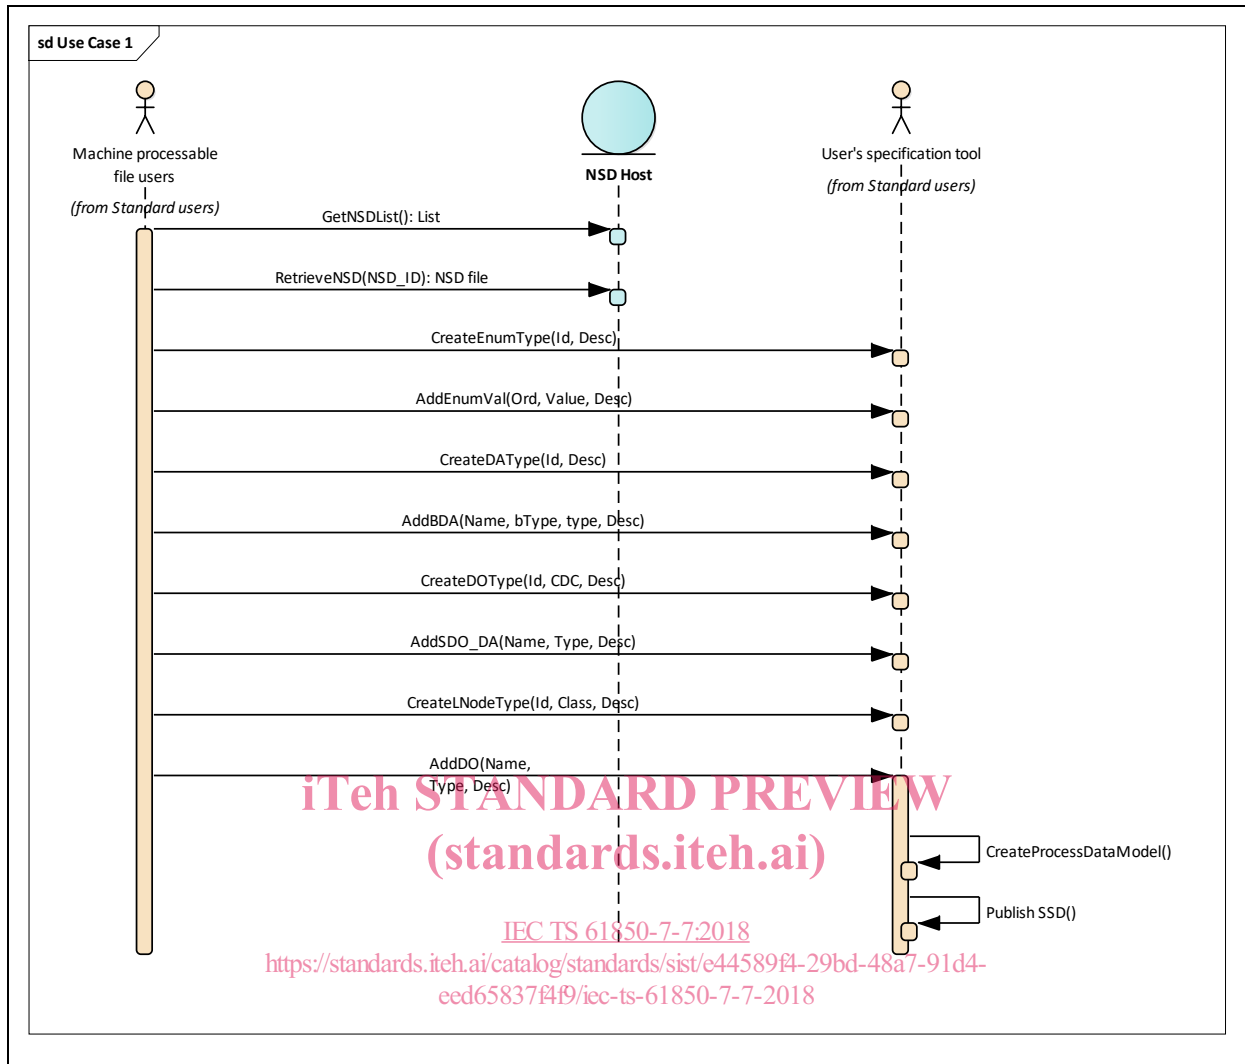 sd Use Case 1
Machine processable
file users
(from Standard users)
NSD Host
User's specification tool
(from Standard users)
GetNSDList(): List
RetrieveNSD(NSD_ID): NSD file
CreateEnumType(Id, Desc)
AddEnumVal(Ord, Value, Desc)
CreateDAType(Id, Desc)
AddBDA(Name, bType, type, Desc)
CreateDOType(Id, CDC, Desc)
AddSDO_DA(Name, Type, Desc)
CreateLNodeType(Id, Class, Desc)
AddDO(Name,
Type, Desc)
iTeh STANDARD PREVIEW
(standards.iteh.ai)
CreateProcessDataModel()
Publish SSD()
IEC TS 61850-7-7:2018
https://standards.iteh.ai/catalog/standards/sist/e44589f4-29bd-48a7-91d4-
eed65837f4f9/iec-ts-61850-7-7-2018